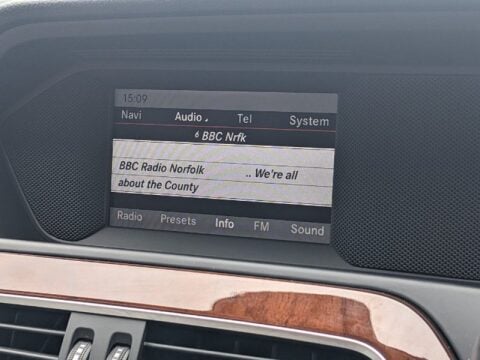 15:09
Navi Audio Tel System
6 BBC Nrfk
BBC Radio Norfolk .. We're all
about the County
Radio Presets Info FM Sound